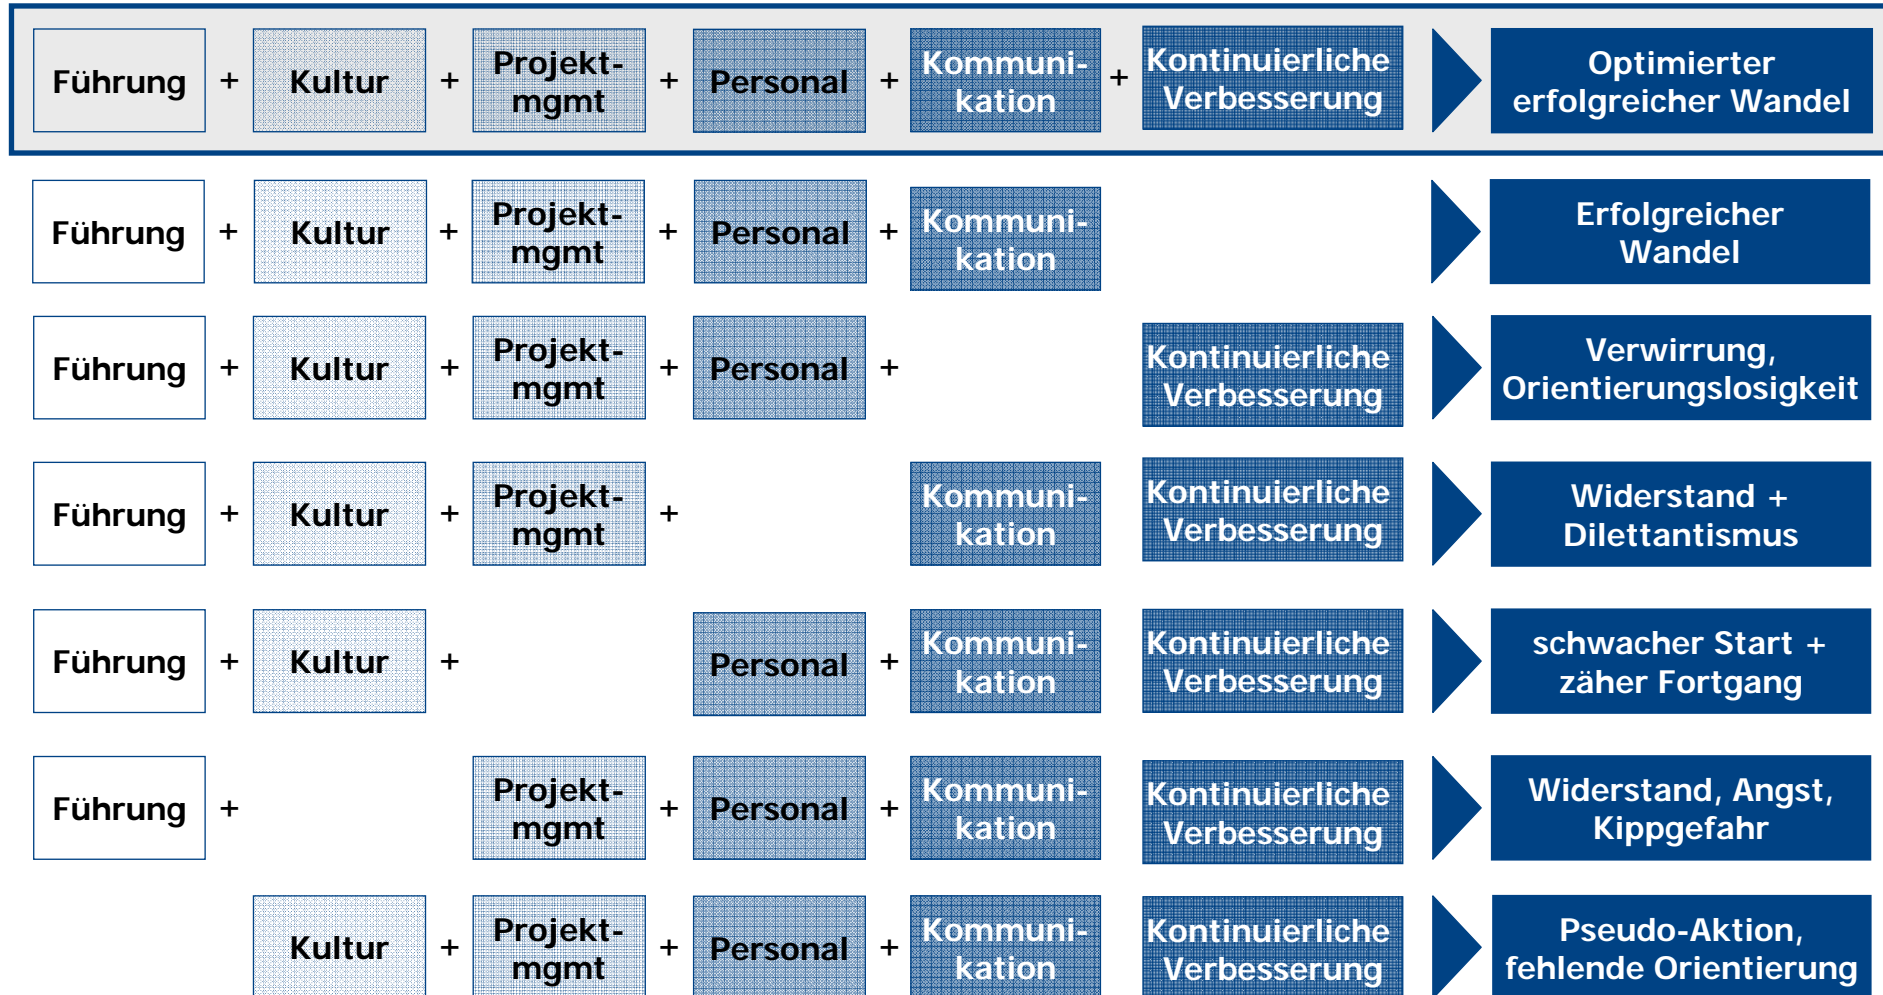 Führung + Kultur + Projekt-
mgmt + Personal + Kommuni-
kation + Kontinuierliche
Verbesserung Optimierter
erfolgreicher Wandel
Führung + Kultur + Projekt-
mgmt + Personal + Kommuni-
kation Erfolgreicher
Wandel
Führung + Kultur + Projekt-
mgmt + Personal + Kontinuierliche
Verbesserung Verwirrung,
Orientierungslosigkeit
Führung + Kultur + Projekt-
mgmt + Kommuni-
kation Kontinuierliche
Verbesserung Widerstand +
Dilettantismus
Führung + Kultur + Personal + Kommuni-
kation Kontinuierliche
Verbesserung schwacher Start +
zäher Fortgang
Führung + Projekt-
mgmt + Personal + Kommuni-
kation Kontinuierliche
Verbesserung Widerstand, Angst,
Kippgefahr
Kultur + Projekt-
mgmt + Personal + Kommuni-
kation Kontinuierliche
Verbesserung Pseudo-Aktion,
fehlende Orientierung